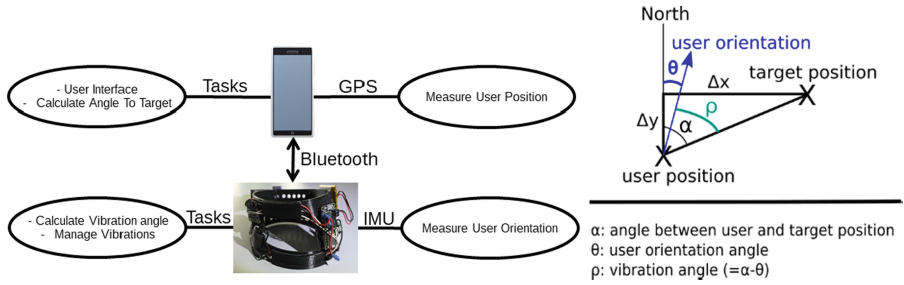 - User Interface
- Calculate Angle To Target
Tasks
GPS
Measure User Position
Bluetooth
- Calculate Vibration angle
- Manage Vibrations
Tasks
IMU
Measure User Orientation
North
user orientation
θ
Δx
target position
X
ρ
Δy
α
X
user position
α: angle between user and target position
θ: user orientation angle
ρ: vibration angle (=α-θ)